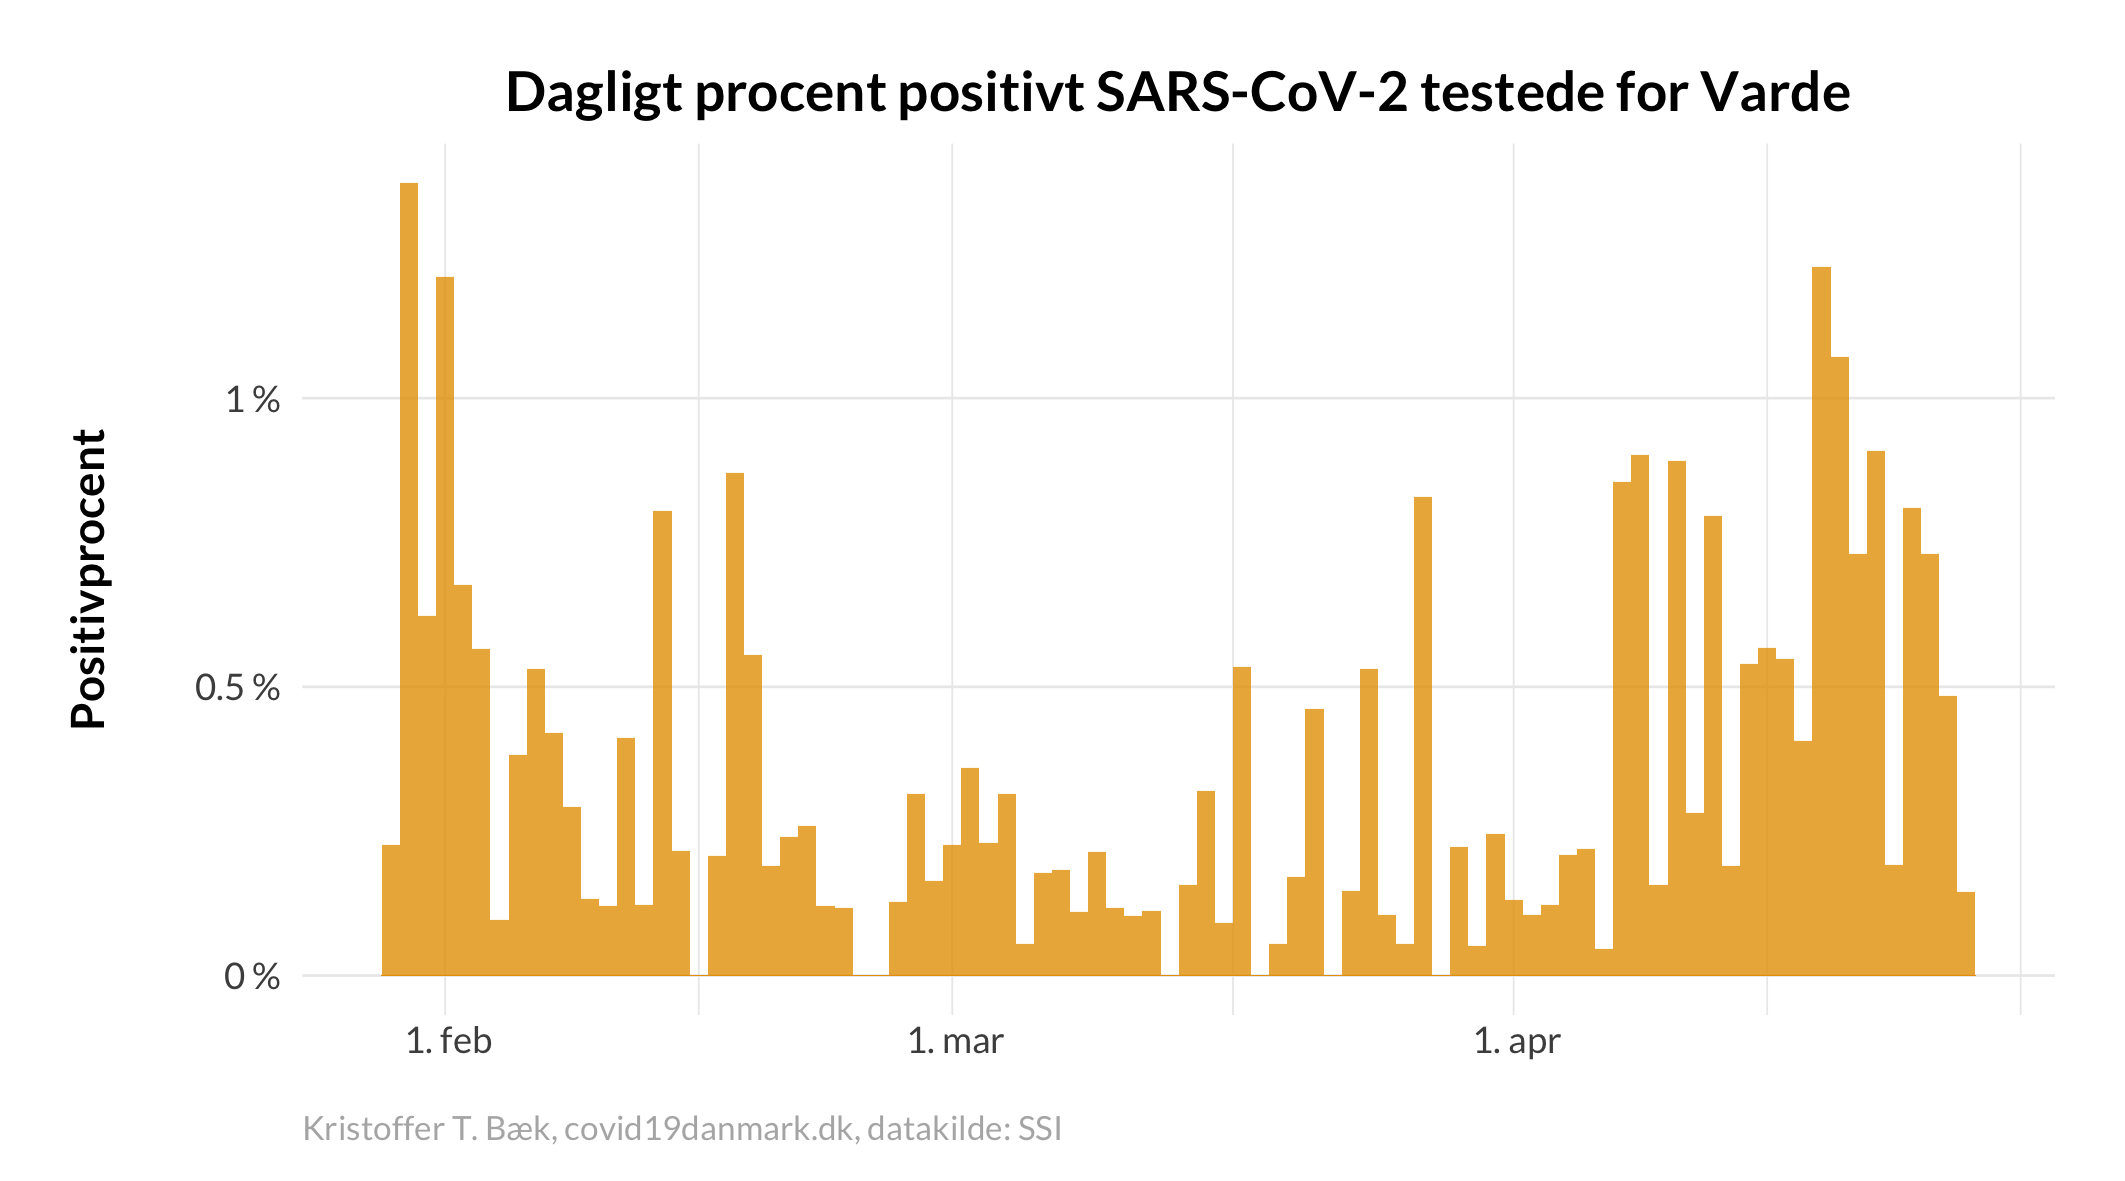 Dagligt procent positivt SARS-CoV-2 testede for Varde
Positivprocent
1 %
0.5 %
0 %
1. feb
1. mar
1. apr
Kristoffer T. Bæk, covid19danmark.dk, datakilde: SSI